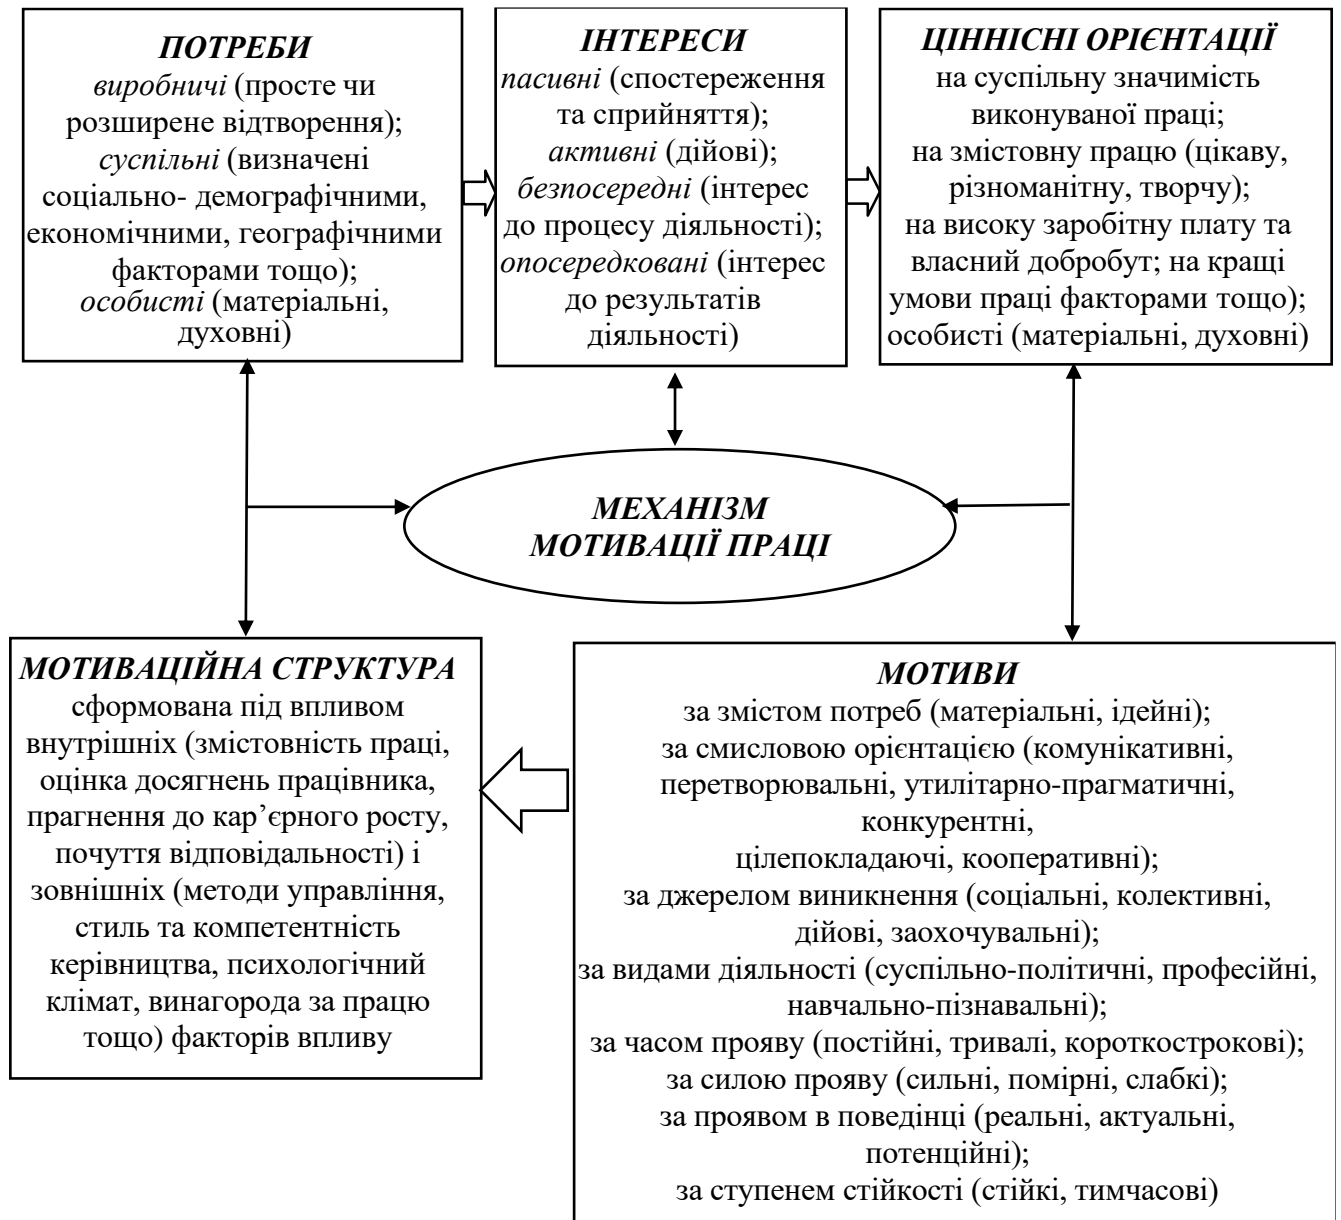 ПОТРЕБИ
виробничі (просте чи
розширене відтворення);
суспільні (визначені
соціально- демографічними,
економічними, географічними
факторами тощо);
особисті (матеріальні,
духовні)
ІНТЕРЕСИ
пасивні (спостереження
та сприйняття);
активні (дійові);
безпосередні (інтерес
до процесу діяльності);
опосередковані (інтерес
до результатів
діяльності)
ЦІННІСНІ ОРІЄНТАЦІЇ
на суспільну значимість
виконуваної праці;
на змістовну працю (цікаву,
різноманітну, творчу);
на високу заробітну плату та
власний добробут; на кращі
умови праці факторами тощо);
особисті (матеріальні, духовні)
МЕХАНІЗМ
МОТИВАЦІЇ ПРАЦІ
МОТИВАЦІЙНА СТРУКТУРА
сформована під впливом
внутрішніх (змістовність праці,
оцінка досягнень працівника,
прагнення до кар’єрного росту,
почуття відповідальності) і
зовнішніх (методи управління,
стиль та компетентність
керівництва, психологічний
клімат, винагорода за працю
тощо) факторів впливу
МОТИВИ
за змістом потреб (матеріальні, ідейні);
за смисловою орієнтацією (комунікативні,
перетворювальні, утилітарно-прагматичні,
конкурентні,
цілепокладаючі, кооперативні);
за джерелом виникнення (соціальні, колективні,
дійові, заохочувальні);
за видами діяльності (суспільно-політичні, професійні,
навчально-пізнавальні);
за часом прояву (постійні, тривалі, короткострокові);
за силою прояву (сильні, помірні, слабкі);
за проявом в поведінці (реальні, актуальні,
потенційні);
за ступенем стійкості (стійкі, тимчасові)